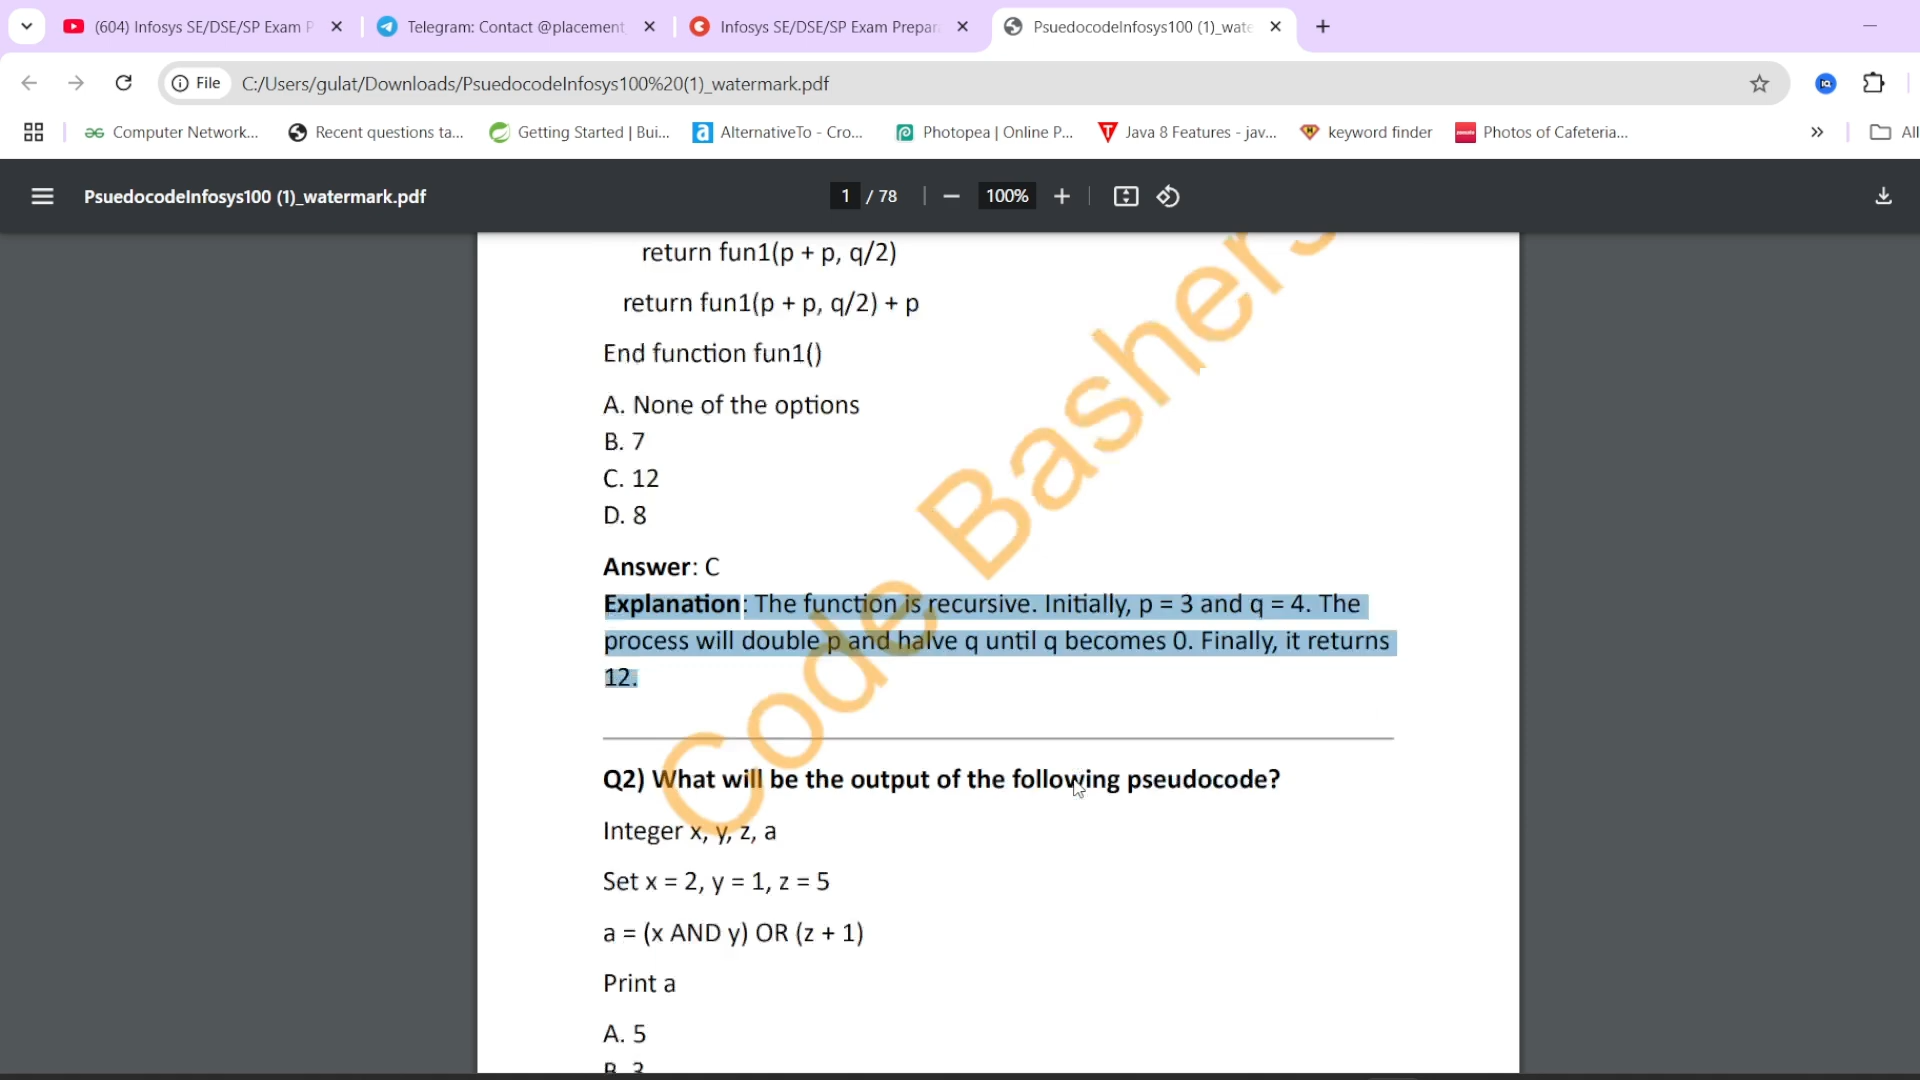 (604) Infosys SE/DSE/SP Exam P
Telegram: Contact @placement
Infosys SE/DSE/SP Exam Prepar
PsuedocodeInfosys100 (1)_wate
File
C:/Users/gulat/Downloads/PsuedocodeInfosys100%20(1)_watermark.pdf
Computer Network...
Recent questions ta...
Getting Started | Bui...
AlternativeTo - Cro...
Photopea | Online P...
Java 8 Features - jav...
keyword finder
Photos of Cafeteria...
All
PsuedocodeInfosys100 (1)_watermark.pdf
1 / 78
100%
return fun1(p + p, q/2)
return fun1(p + p, q/2) + p
End function fun1()
A. None of the options
B. 7
C. 12
D. 8
Answer: C
Explanation: The function is recursive. Initially, p = 3 and q = 4. The
process will double p and halve q until q becomes 0. Finally, it returns
12.
Code Bashers
Q2) What will be the output of the following pseudocode?
Integer x, y, z, a
Set x = 2, y = 1, z = 5
a = (x AND y) OR (z + 1)
Print a
A. 5
B. 3